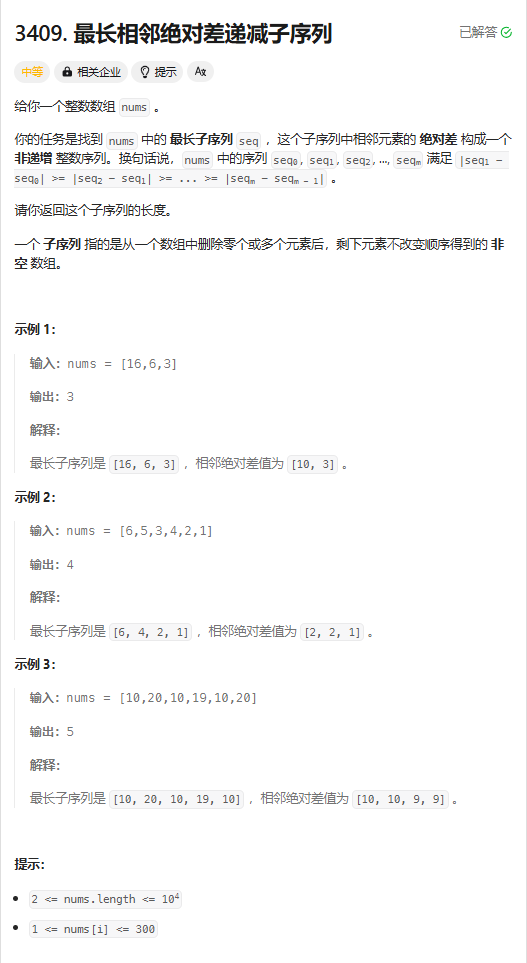 3409. 最长相邻绝对差递减子序列
已解答
中等 相关企业 提示
给你一个整数数组 nums 。
你的任务是找到 nums 中的 最长子序列 seq ，这个子序列中相邻元素的 绝对差 构成一个
非递增 整数序列。换句话说，nums 中的序列 seq0, seq1, seq2, ..., seqm 满足 |seq1 −
seq0| >= |seq2 − seq1| >= ... >= |seqm − seqm − 1| 。
请你返回这个子序列的长度。
一个 子序列 指的是从一个数组中删除零个或多个元素后，剩下元素不改变顺序得到的 非
空 数组。
示例 1：
输入：nums = [16,6,3]
输出：3
解释：
最长子序列是 [16, 6, 3] ，相邻绝对差值为 [10, 3] 。
示例 2：
输入：nums = [6,5,3,4,2,1]
输出：4
解释：
最长子序列是 [6, 4, 2, 1] ，相邻绝对差值为 [2, 2, 1] 。
示例 3：
输入：nums = [10,20,10,19,10,20]
输出：5
解释：
最长子序列是 [10, 20, 10, 19, 10] ，相邻绝对差值为 [10, 10, 9, 9] 。
提示：
2 <= nums.length <= 10⁴
1 <= nums[i] <= 300